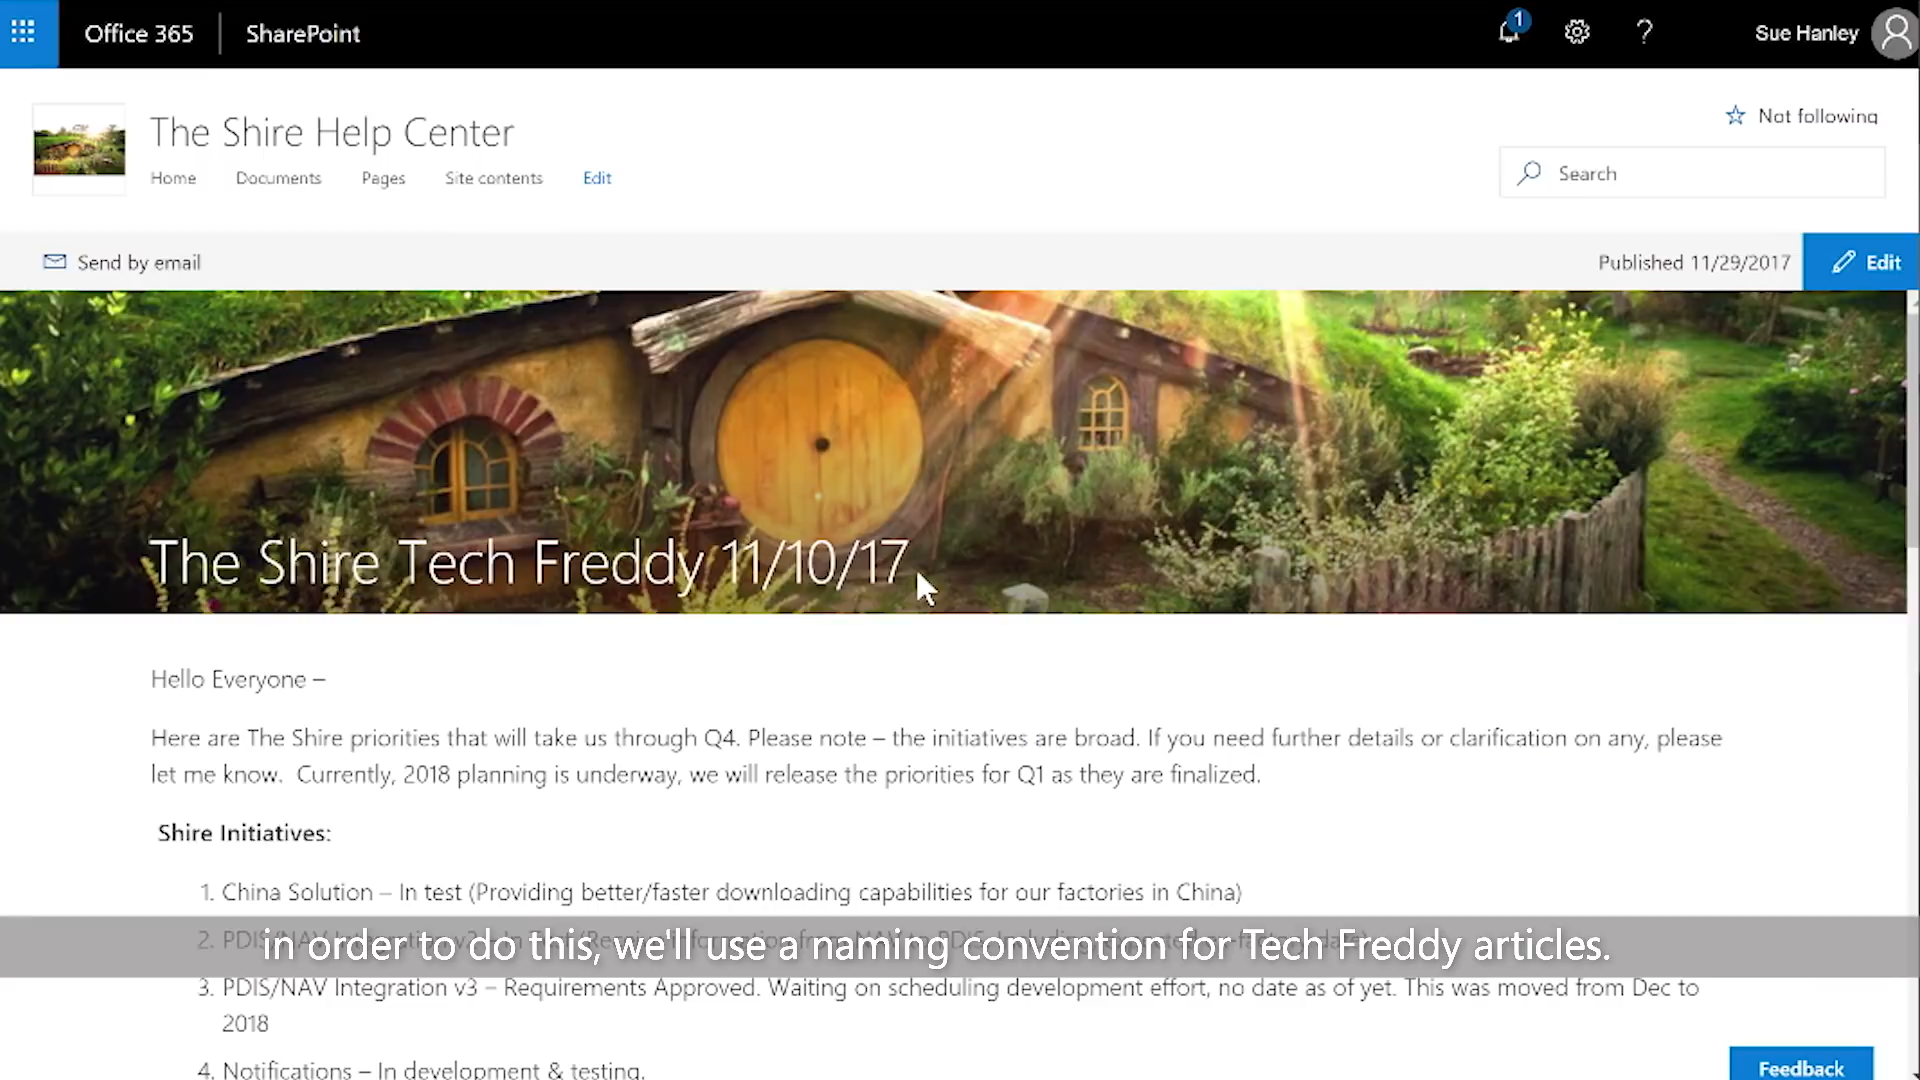 Office 365
SharePoint
1
Sue Hanley
The Shire Help Center
Not following
Home
Documents
Pages
Site contents
Edit
Search
Send by email
Published 11/29/2017
Edit
The Shire Tech Freddy 11/10/17
Hello Everyone –
Here are The Shire priorities that will take us through Q4. Please note – the initiatives are broad. If you need further details or clarification on any, please
let me know.  Currently, 2018 planning is underway, we will release the priorities for Q1 as they are finalized.
Shire Initiatives:
1. China Solution – In test (Providing better/faster downloading capabilities for our factories in China)
2. PDIS/NAV
in order to do this, we'll use a naming convention for Tech Freddy articles.
3. PDIS/NAV Integration v3 – Requirements Approved. Waiting on scheduling development effort, no date as of yet. This was moved from Dec to
2018
4. Notifications – In development & testing.
Feedback